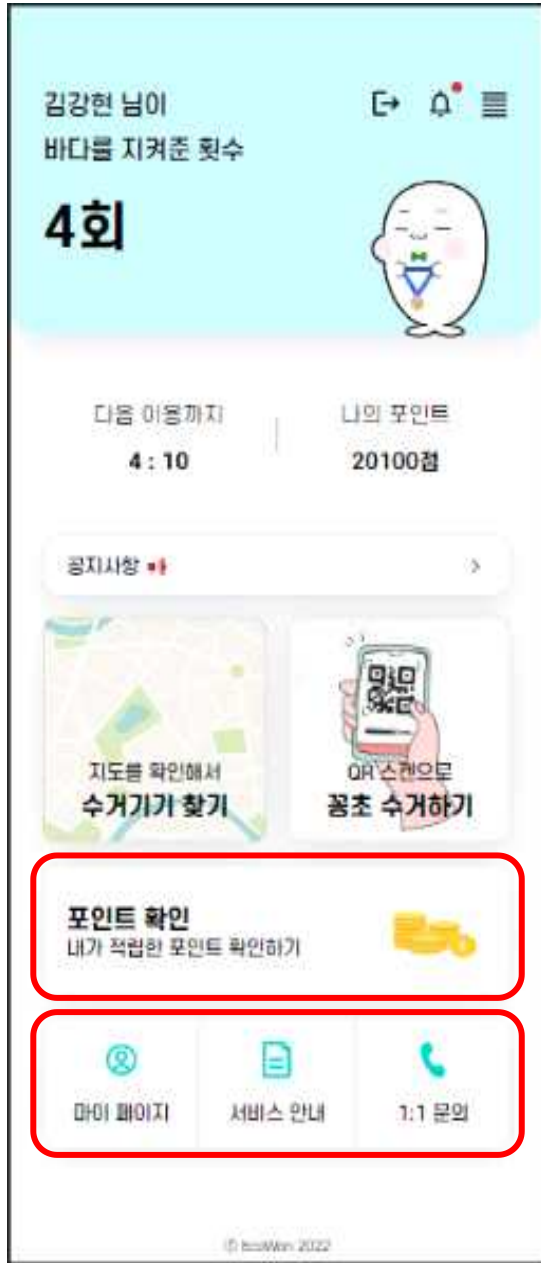 김강현 님이
바다를 지켜준 횟수
4회
다음 이용까지
4 : 10
나의 포인트
20100점
공지사항
지도를 확인해서
수거기기 찾기
QR 스캔으로
꽁초 수거하기
포인트 확인
내가 적립한 포인트 확인하기
마이 페이지
서비스 안내
1:1 문의
2022